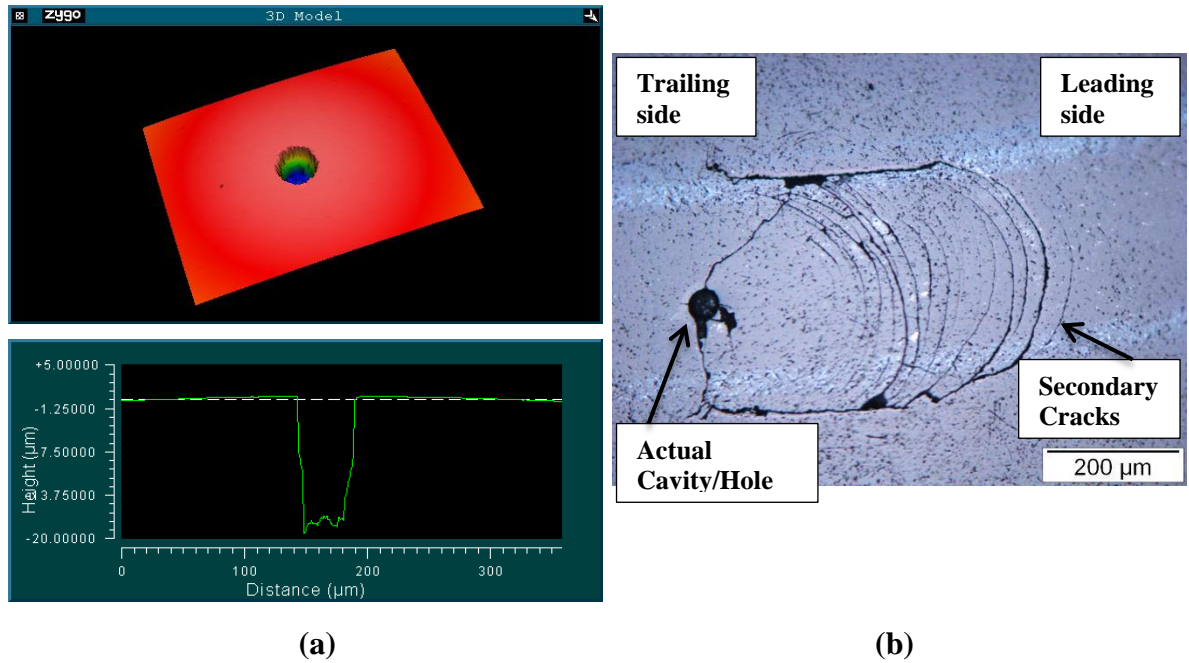 zygo
3D Model
+5.00000
-1.25000
-7.50000
-13.75000
-20.00000
Height (µm)
0
100
200
300
Distance (µm)
(a)
Trailing
side
Leading
side
Actual
Cavity/Hole
Secondary
Cracks
200 µm
(b)